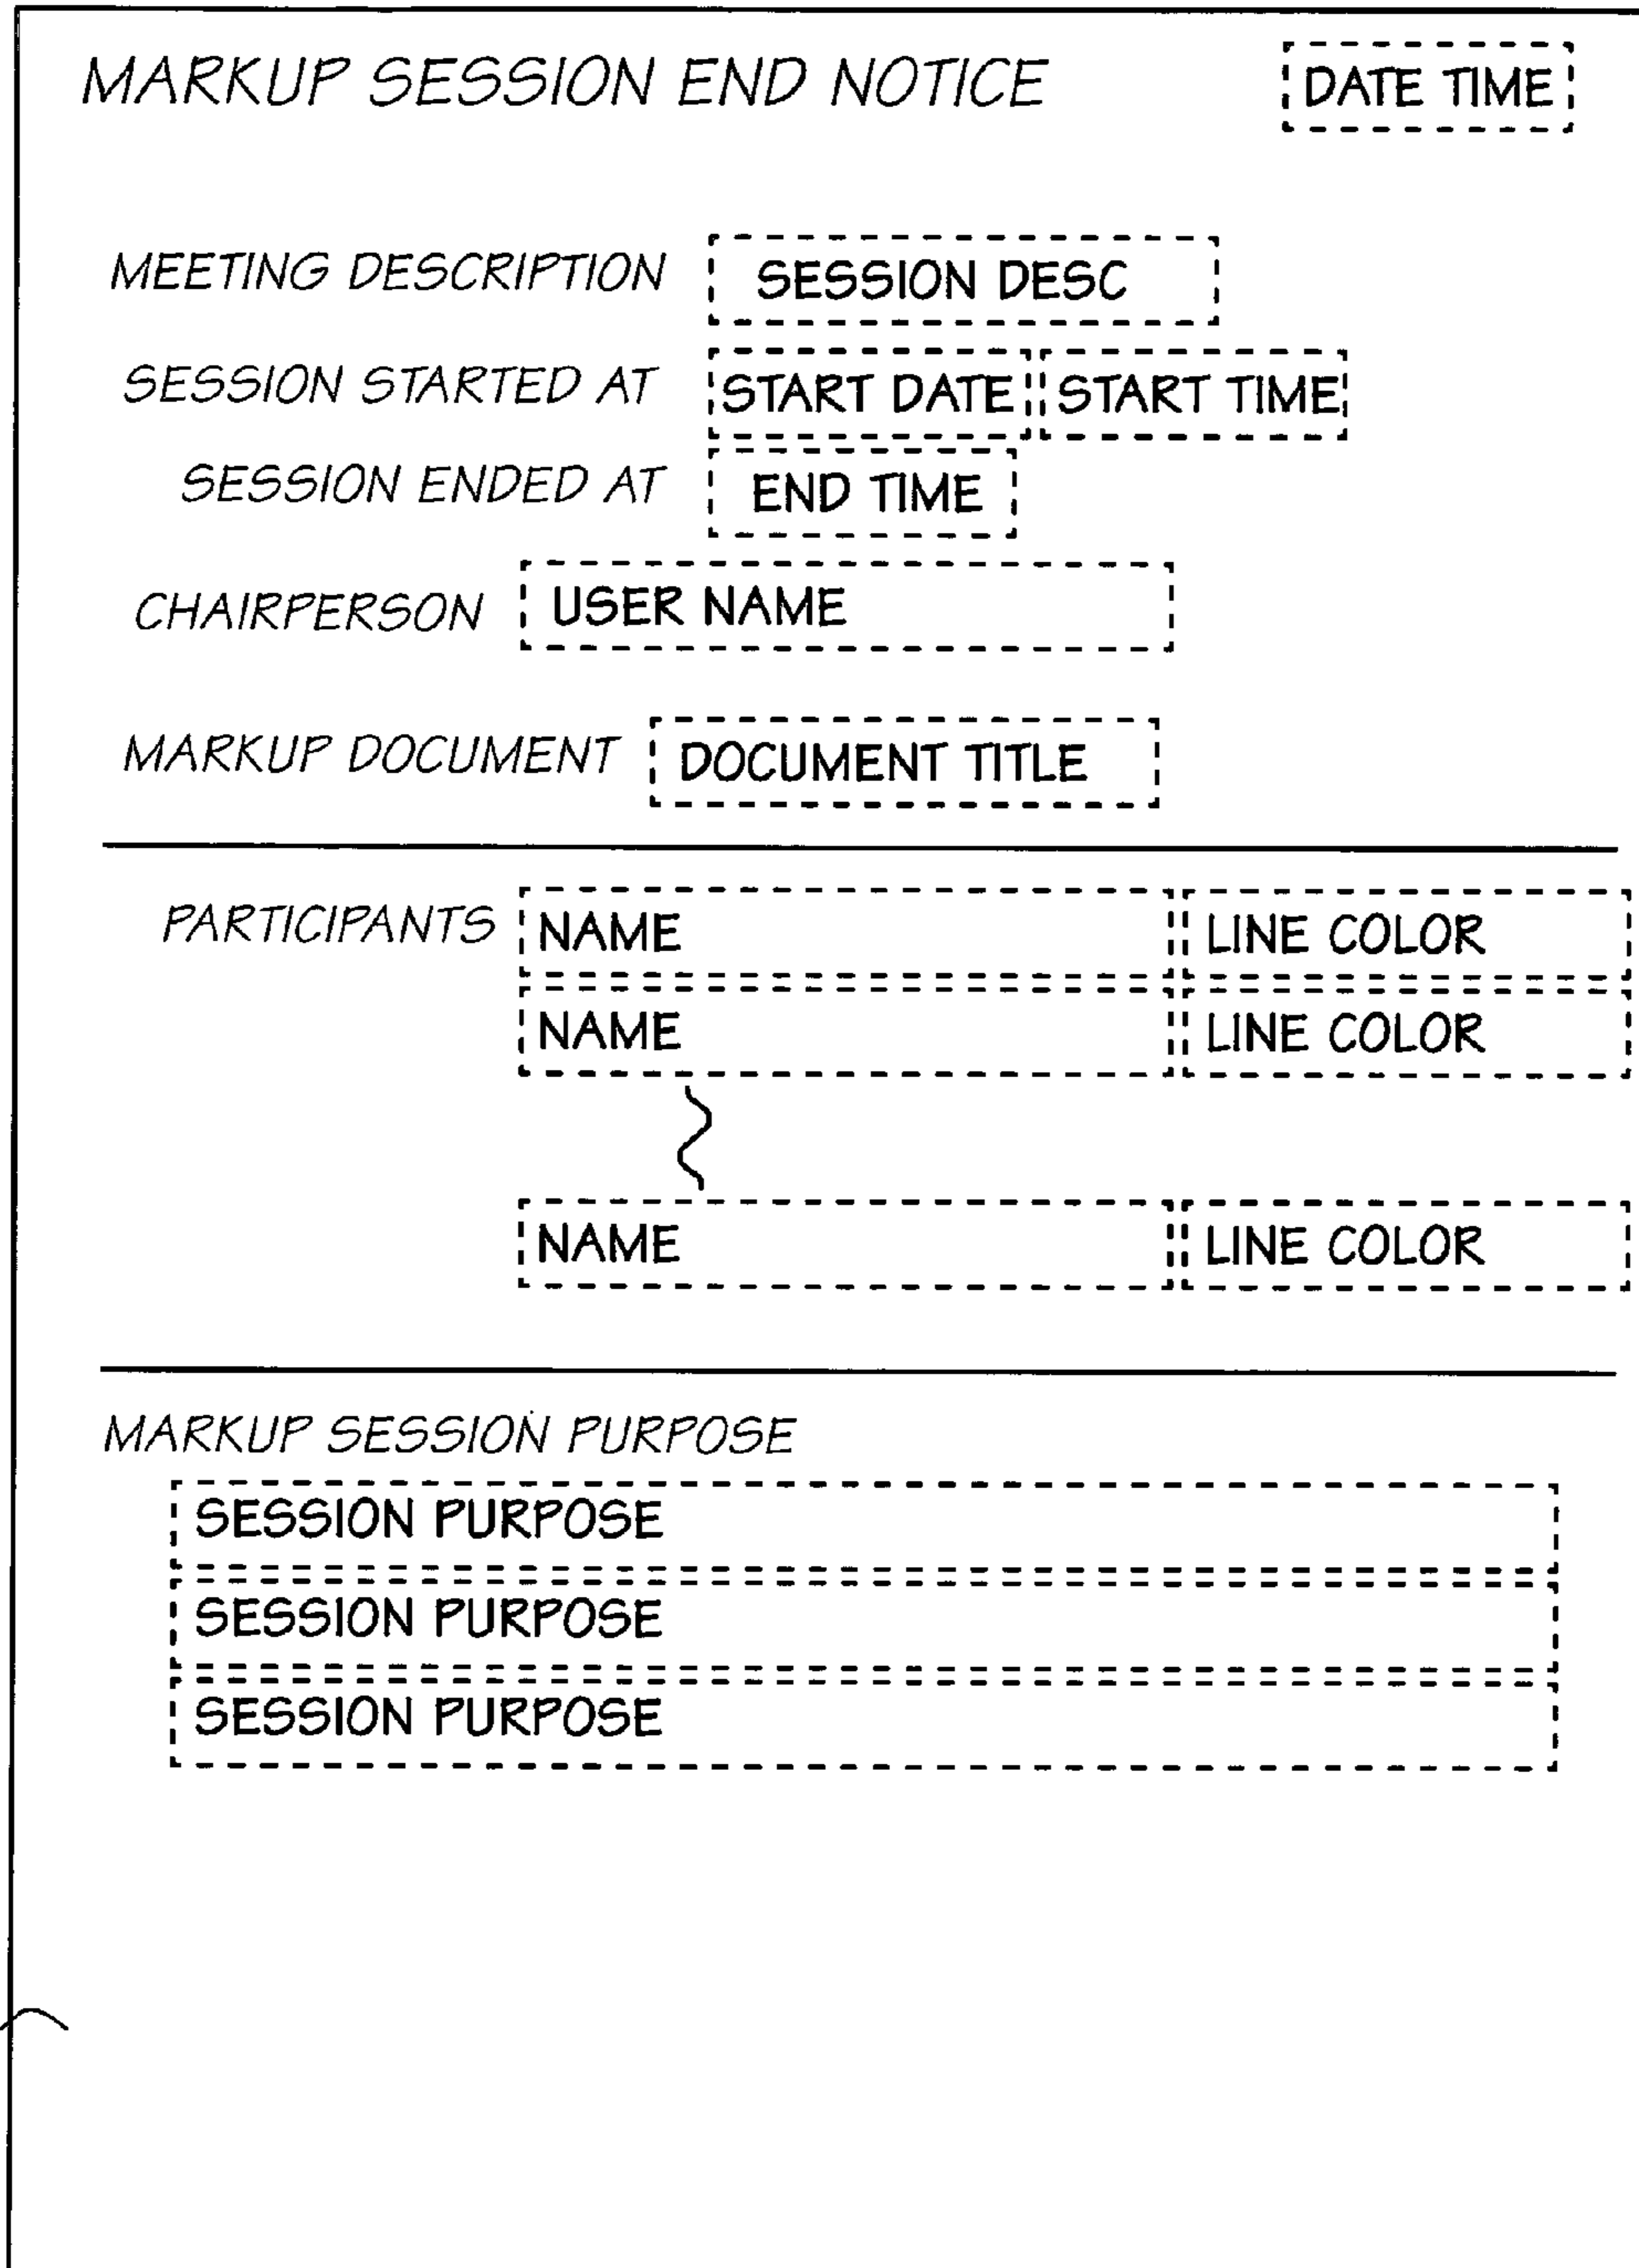 MARKUP SESSION END NOTICE DATE TIME
MEETING DESCRIPTION SESSION DESC
SESSION STARTED AT START DATE START TIME
SESSION ENDED AT END TIME
CHAIRPERSON USER NAME
MARKUP DOCUMENT DOCUMENT TITLE
PARTICIPANTS NAME LINE COLOR
NAME LINE COLOR
NAME LINE COLOR
MARKUP SESSION PURPOSE
SESSION PURPOSE
SESSION PURPOSE
SESSION PURPOSE